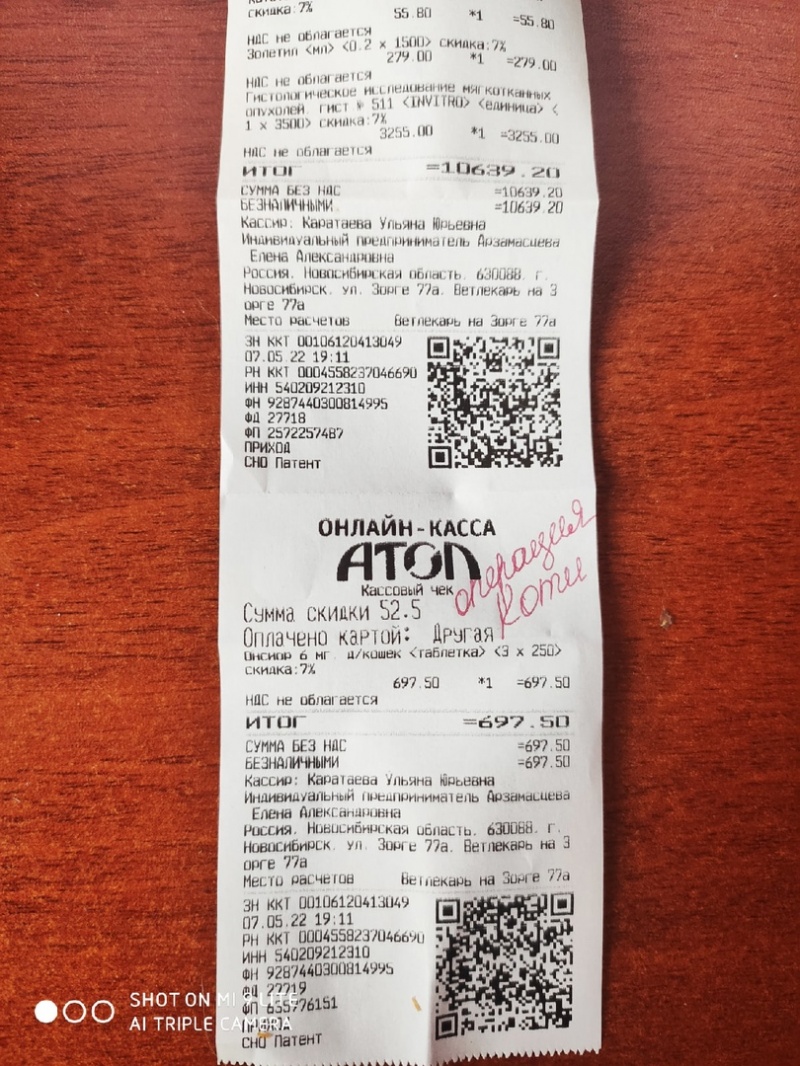 скидка:7%
55.80 *1 =55.80
НДС не облагается
Золетил <мл> <0.2 x 1500> скидка:7%
279.00 *1 =279.00
НДС не облагается
Гистологическое исследование мягкотканных
опухолей. гист № 511 <INVITRO> <единица> <
1 x 3500> скидка:7%
3255.00 *1 =3255.00
НДС не облагается
ИТОГ =10639.20
СУММА БЕЗ НДС =10639.20
БЕЗНАЛИЧНЫМИ =10639.20
Кассир: Каратаева Ульяна Юрьевна
Индивидуальный предприниматель Арзамасцева
Елена Александровна
Россия. Новосибирская область. 630088. г.
Новосибирск. ул. Зорге 77а. Ветлекарь на З
орге 77а
Место расчетов Ветлекарь на Зорге 77а
ЗН ККТ 00106120413049
07.05.22 19:11
РН ККТ 0004558237046690
ИНН 540209212310
ФН 9287440300814995
ФД 27718
ФП 2572257487
ПРИХОД
СНО Патент
ОНЛАЙН-КАССА
АТОЛ
операция
Коти
Кассовый чек
Сумма скидки 52.5
Оплачено картой: Другая
Онсиор 6 мг. д/кошек <таблетка> <3 x 250>
скидка:7%
697.50 *1 =697.50
НДС не облагается
ИТОГ =697.50
СУММА БЕЗ НДС =697.50
БЕЗНАЛИЧНЫМИ =697.50
Кассир: Каратаева Ульяна Юрьевна
Индивидуальный предприниматель Арзамасцева
Елена Александровна
Россия. Новосибирская область. 630088. г.
Новосибирск. ул. Зорге 77а. Ветлекарь на З
орге 77а
Место расчетов Ветлекарь на Зорге 77а
ЗН ККТ 00106120413049
07.05.22 19:11
РН ККТ 0004558237046690
ИНН 540209212310
ФН 9287440300814995
ФД 27719
ФП 655776151
СНО Патент
SHOT ON MI 9 LITE
AI TRIPLE CAMERA